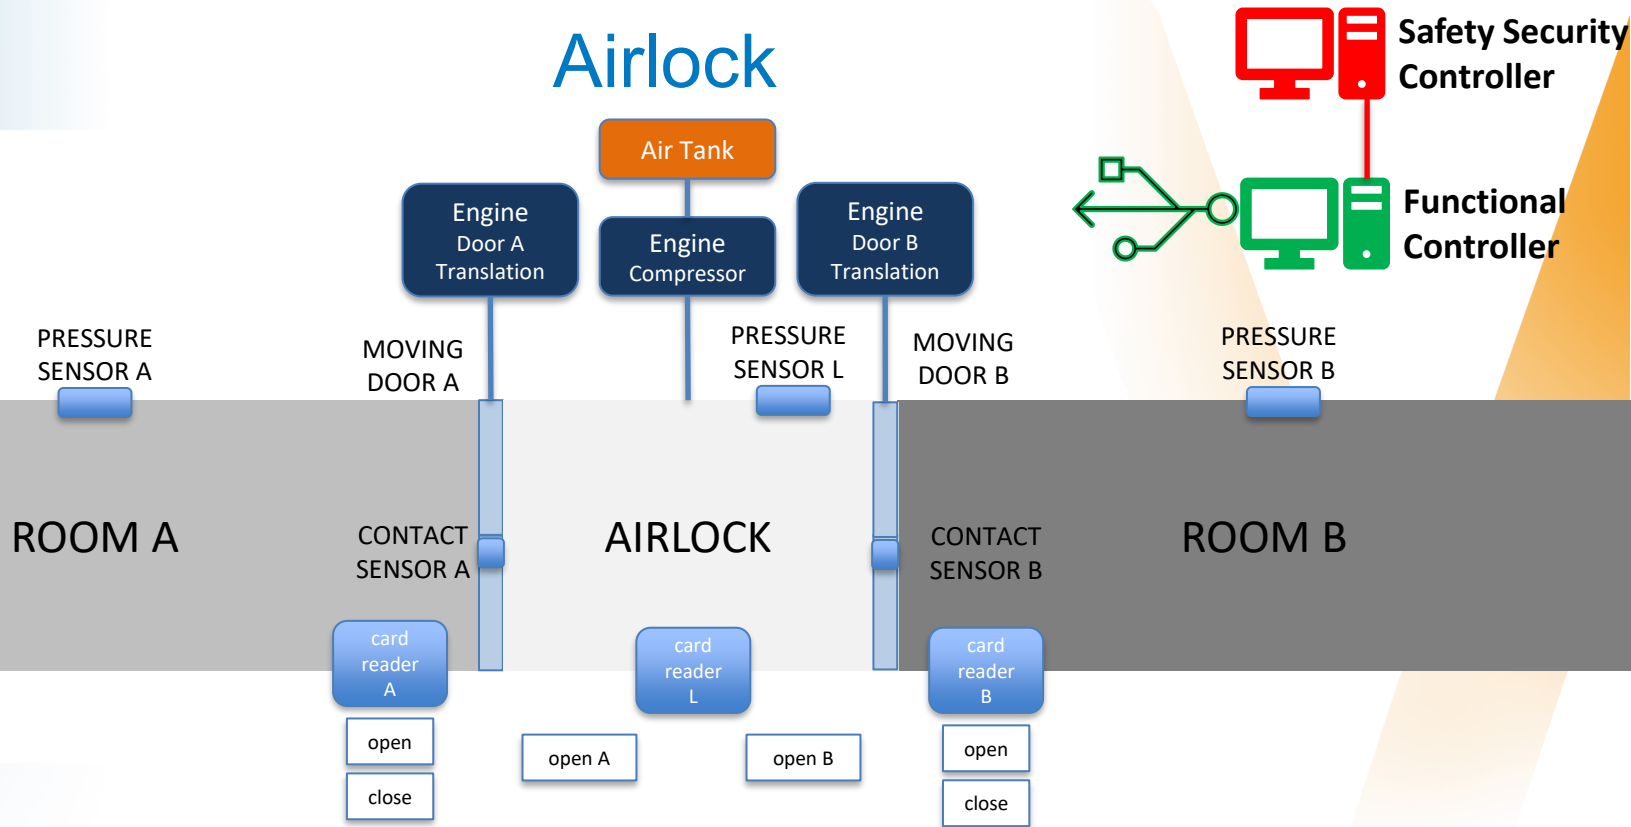 Airlock
Safety Security
Controller
Air Tank
Engine
Door A
Translation
Engine
Compressor
Engine
Door B
Translation
Functional
Controller
PRESSURE
SENSOR A
MOVING
DOOR A
PRESSURE
SENSOR L
MOVING
DOOR B
PRESSURE
SENSOR B
ROOM A
CONTACT
SENSOR A
AIRLOCK
CONTACT
SENSOR B
ROOM B
card
reader
A
card
reader
L
card
reader
B
open
close
open A
open B
open
close